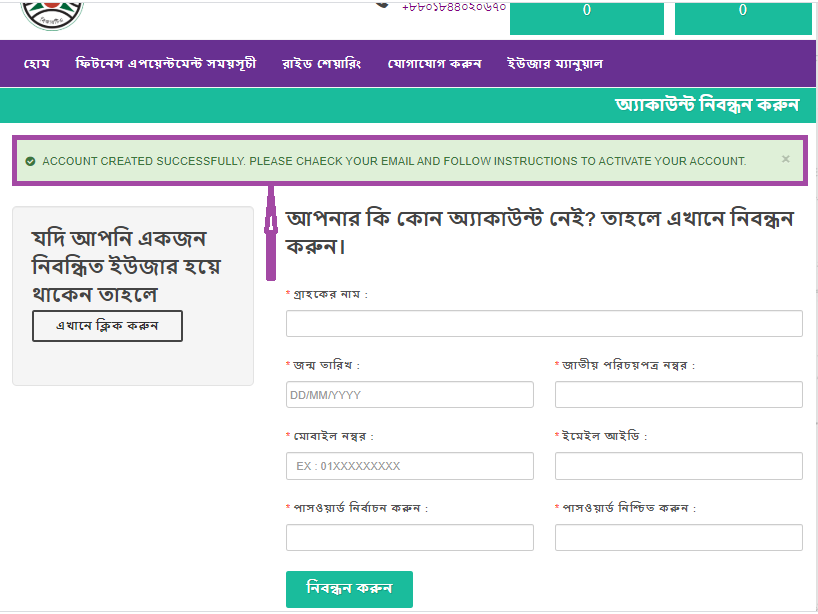 +৮৮০১৮৪৪০২০৬৭০
0
0
হোম
ফিটনেস এপয়েন্টমেন্ট সময়সূচী
রাইড শেয়ারিং
যোগাযোগ করুন
ইউজার ম্যানুয়াল
অ্যাকাউন্ট নিবন্ধন করুন
ACCOUNT CREATED SUCCESSFULLY. PLEASE CHAECK YOUR EMAIL AND FOLLOW INSTRUCTIONS TO ACTIVATE YOUR ACCOUNT. ×
যদি আপনি একজন
নিবন্ধিত ইউজার হয়ে
থাকেন তাহলে
এখানে ক্লিক করুন
আপনার কি কোন অ্যাকাউন্ট নেই? তাহলে এখানে নিবন্ধন
করুন।
* গ্রাহকের নাম :
* জন্ম তারিখ :
* জাতীয় পরিচয়পত্র নম্বর :
DD/MM/YYYY
* মোবাইল নম্বর :
* ইমেইল আইডি :
EX : 01XXXXXXXXX
* পাসওয়ার্ড নির্বাচন করুন :
* পাসওয়ার্ড নিশ্চিত করুন :
নিবন্ধন করুন